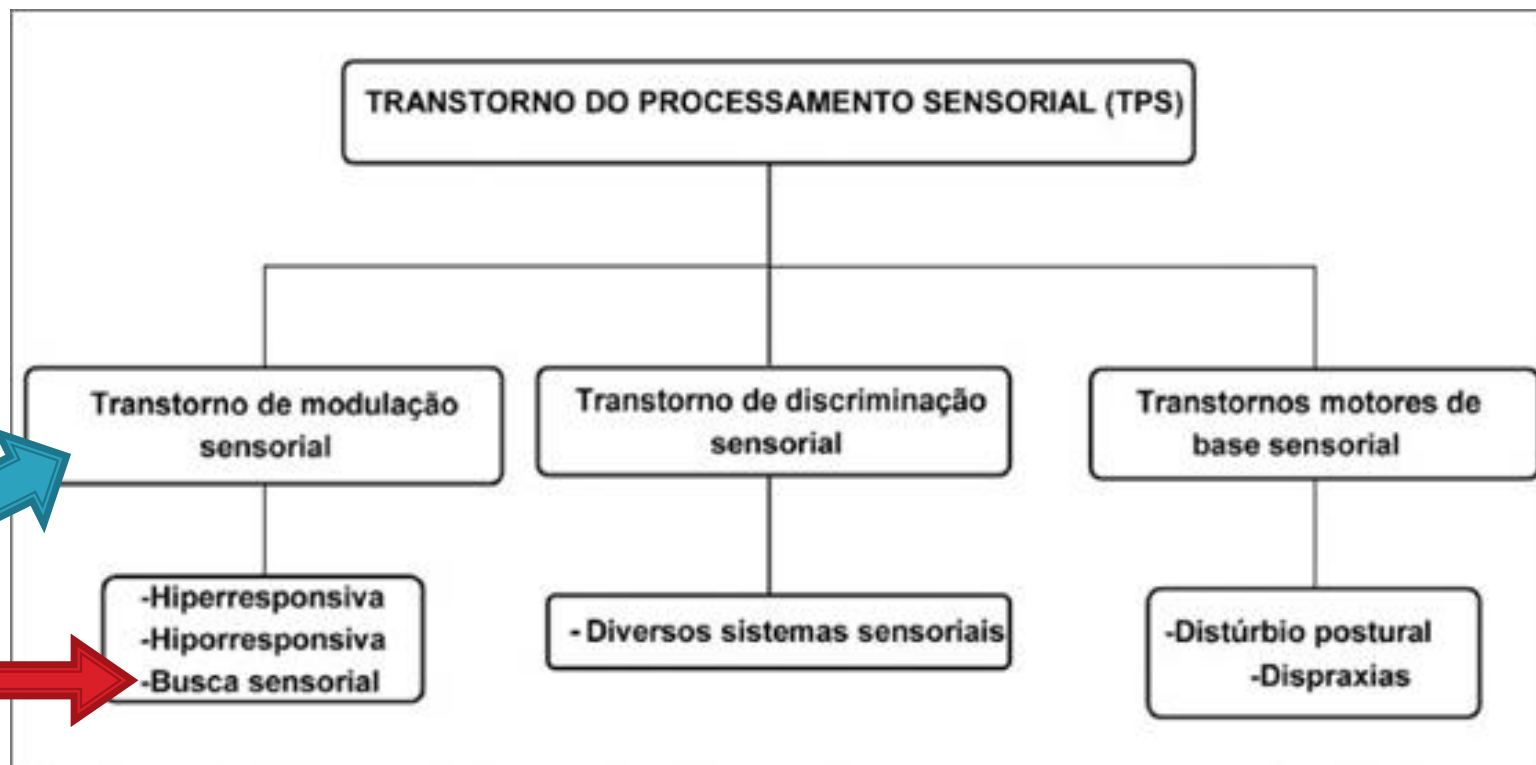 TRANSTORNO DO PROCESSAMENTO SENSORIAL (TPS)
Transtorno de modulação
sensorial
Transtorno de discriminação
sensorial
Transtornos motores de
base sensorial
-Hiperresponsiva
-Hiporresponsiva
-Busca sensorial
- Diversos sistemas sensoriais
-Distúrbio postural
-Dispraxias